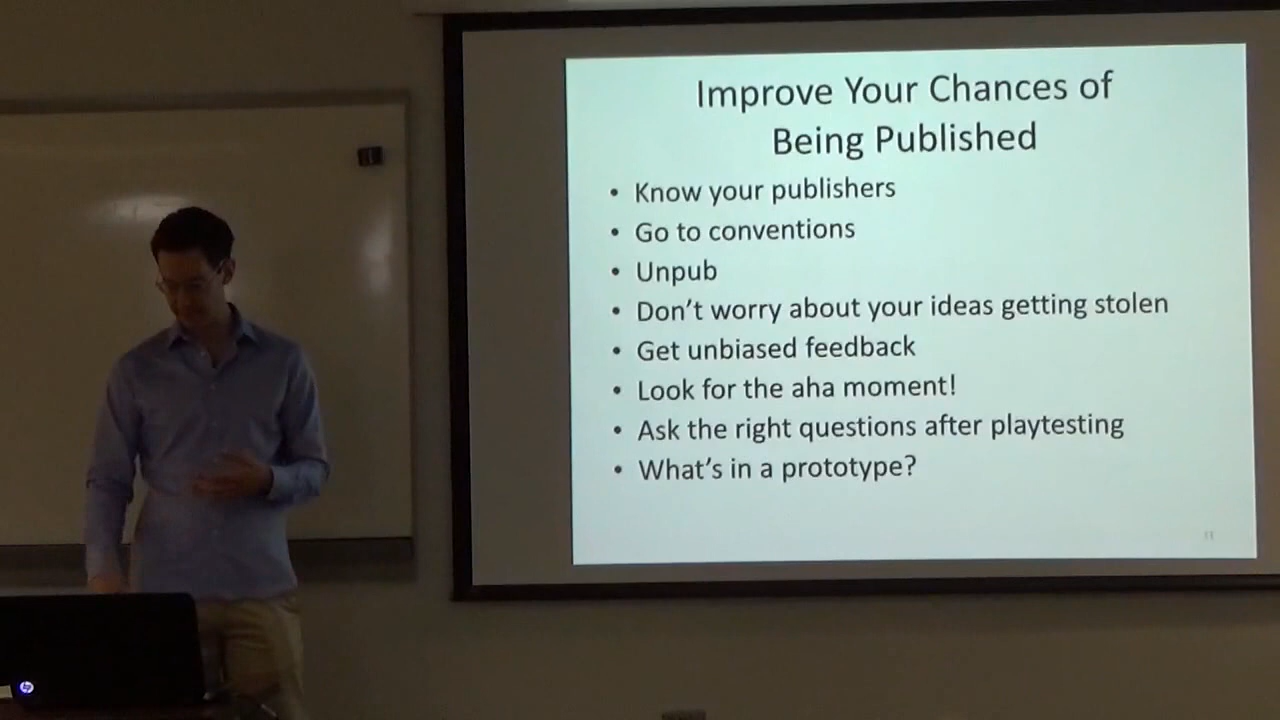 Improve Your Chances of
Being Published
• Know your publishers
• Go to conventions
• Unpub
• Don't worry about your ideas getting stolen
• Get unbiased feedback
• Look for the aha moment!
• Ask the right questions after playtesting
• What's in a prototype?
hp